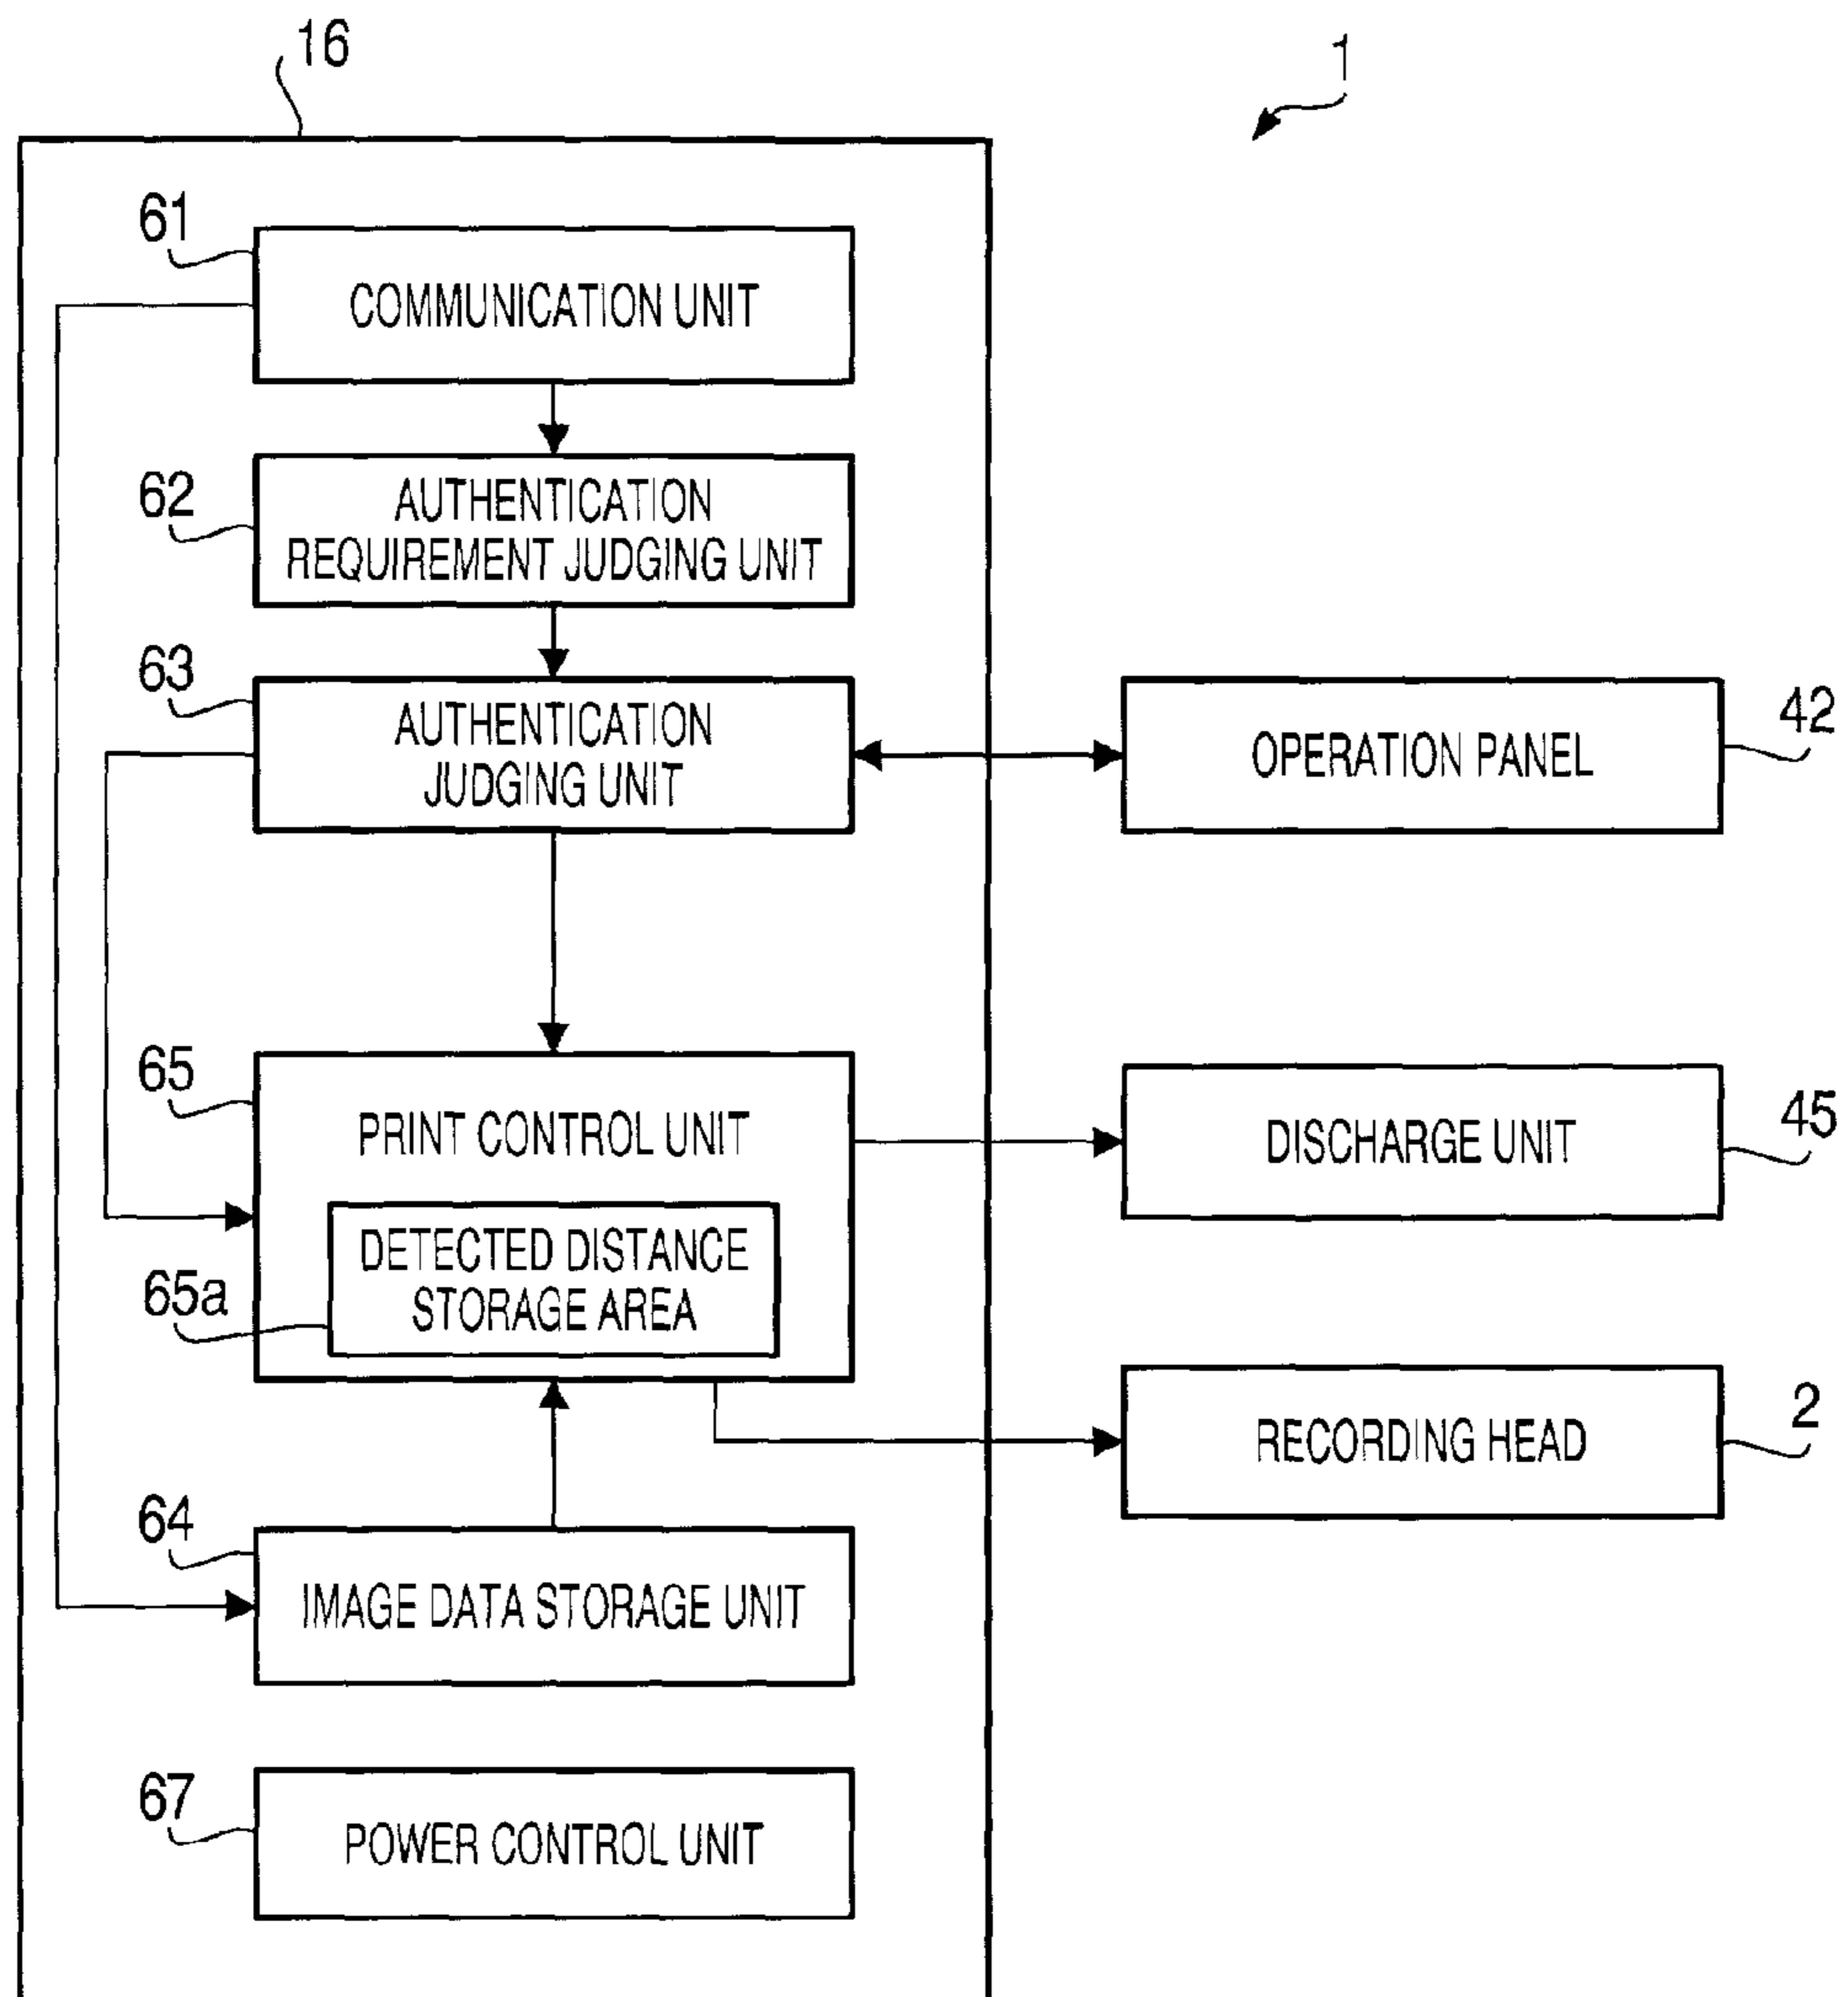 16
1
61
COMMUNICATION UNIT
62
AUTHENTICATION
REQUIREMENT JUDGING UNIT
63
AUTHENTICATION
JUDGING UNIT
OPERATION PANEL
42
65
PRINT CONTROL UNIT
DISCHARGE UNIT
45
65a
DETECTED DISTANCE
STORAGE AREA
RECORDING HEAD
2
64
IMAGE DATA STORAGE UNIT
67
POWER CONTROL UNIT